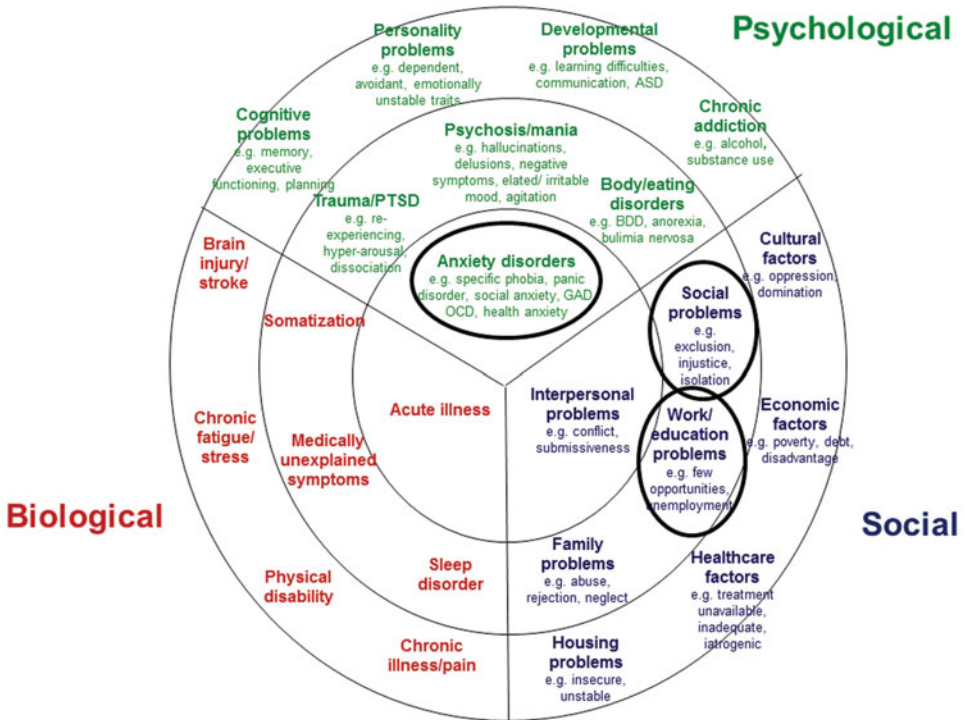 Psychological
Personality
problems
e.g. dependent,
avoidant, emotionally
unstable traits
Developmental
problems
e.g. learning difficulties,
communication, ASD
Cognitive
problems
e.g. memory,
executive
functioning, planning
Chronic
addiction
e.g. alcohol,
substance use
Psychosis/mania
e.g. hallucinations,
delusions, negative
symptoms, elated/ irritable
mood, agitation
Trauma/PTSD
e.g. re-
experiencing,
hyper-arousal,
dissociation
Body/eating
disorders
e.g. BDD, anorexia,
bulimia nervosa
Anxiety disorders
e.g. specific phobia, panic
disorder, social anxiety, GAD
OCD, health anxiety
Biological
Brain
injury/
stroke
Somatization
Acute illness
Chronic
fatigue/
stress
Medically
unexplained
symptoms
Physical
disability
Sleep
disorder
Chronic
illness/pain
Social
Cultural
factors
e.g. oppression,
domination
Social
problems
e.g.
exclusion,
injustice,
isolation
Interpersonal
problems
e.g. conflict,
submissiveness
Work/
education
problems
e.g. few
opportunities,
unemployment
Economic
factors
e.g. poverty, debt,
disadvantage
Family
problems
e.g. abuse,
rejection, neglect
Healthcare
factors
e.g. treatment
unavailable,
inadequate,
iatrogenic
Housing
problems
e.g. insecure,
unstable